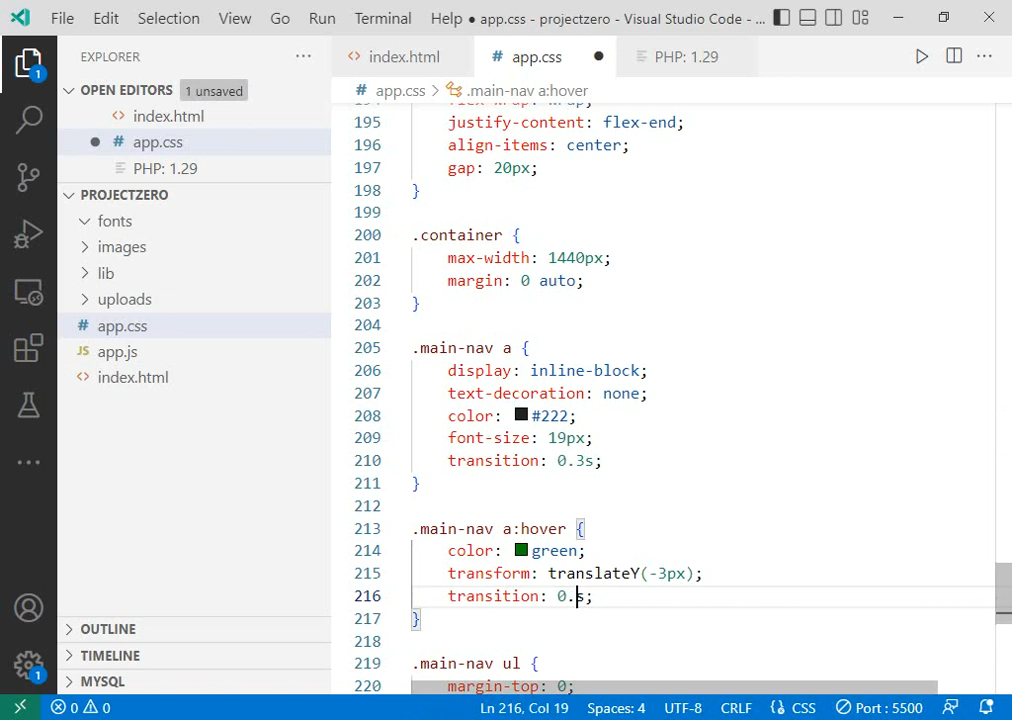 File Edit Selection View Go Run Terminal Help ● app.css - projectzero - Visual Studio Code - ...
EXPLORER
<> index.html
# app.css
PHP: 1.29
OPEN EDITORS 1 unsaved
<> index.html
# app.css
PHP: 1.29
PROJECTZERO
fonts
images
lib
uploads
# app.css
JS app.js
<> index.html
OUTLINE
TIMELINE
MYSQL
1
1
# app.css > .main-nav a:hover
195 justify-content: flex-end;
196 align-items: center;
197 gap: 20px;
198 }
199
200 .container {
201 max-width: 1440px;
202 margin: 0 auto;
203 }
204
205 .main-nav a {
206 display: inline-block;
207 text-decoration: none;
208 color: #222;
209 font-size: 19px;
210 transition: 0.3s;
211 }
212
213 .main-nav a:hover {
214 color: green;
215 transform: translateY(-3px);
216 transition: 0.s;
217 }
218
219 .main-nav ul {
220 margin-top: 0;
0 0 Ln 216, Col 19 Spaces: 4 UTF-8 CRLF {} CSS Port : 5500